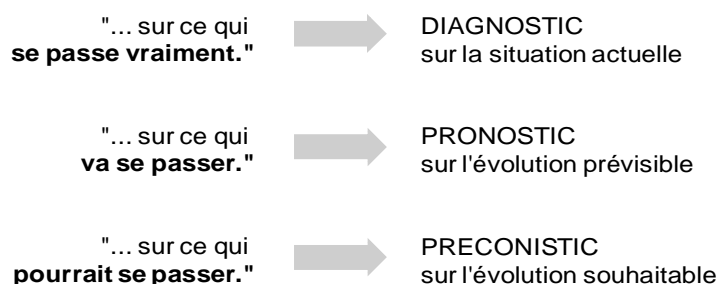 "... sur ce qui
se passe vraiment."
DIAGNOSTIC
sur la situation actuelle
"... sur ce qui
va se passer."
PRONOSTIC
sur l'évolution prévisible
"... sur ce qui
pourrait se passer."
PRECONISTIC
sur l'évolution souhaitable